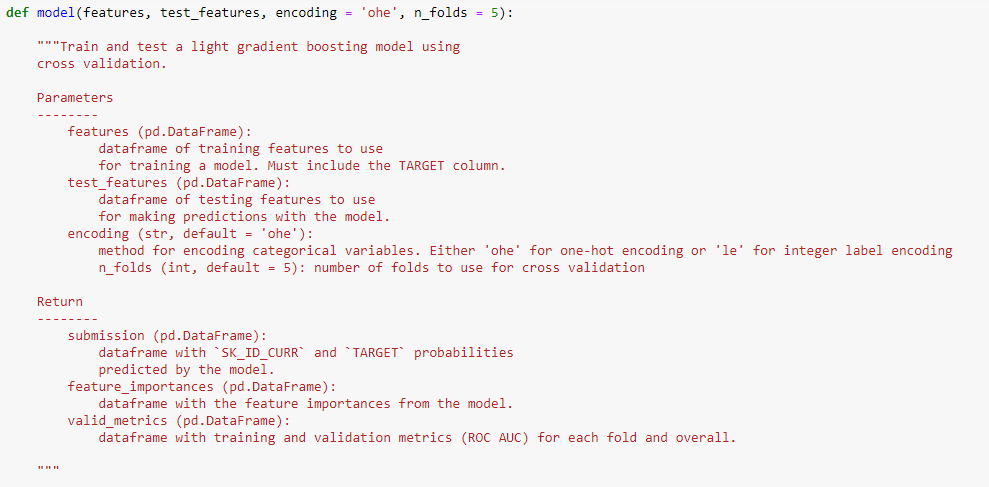 def model(features, test_features, encoding = 'ohe', n_folds = 5):
"""Train and test a light gradient boosting model using
cross validation.
Parameters
--------
features (pd.DataFrame):
dataframe of training features to use
for training a model. Must include the TARGET column.
test_features (pd.DataFrame):
dataframe of testing features to use
for making predictions with the model.
encoding (str, default = 'ohe'):
method for encoding categorical variables. Either 'ohe' for one-hot encoding or 'le' for integer label encoding
n_folds (int, default = 5): number of folds to use for cross validation
Return
--------
submission (pd.DataFrame):
dataframe with `SK_ID_CURR` and `TARGET` probabilities
predicted by the model.
feature_importances (pd.DataFrame):
dataframe with the feature importances from the model.
valid_metrics (pd.DataFrame):
dataframe with training and validation metrics (ROC AUC) for each fold and overall.
"""